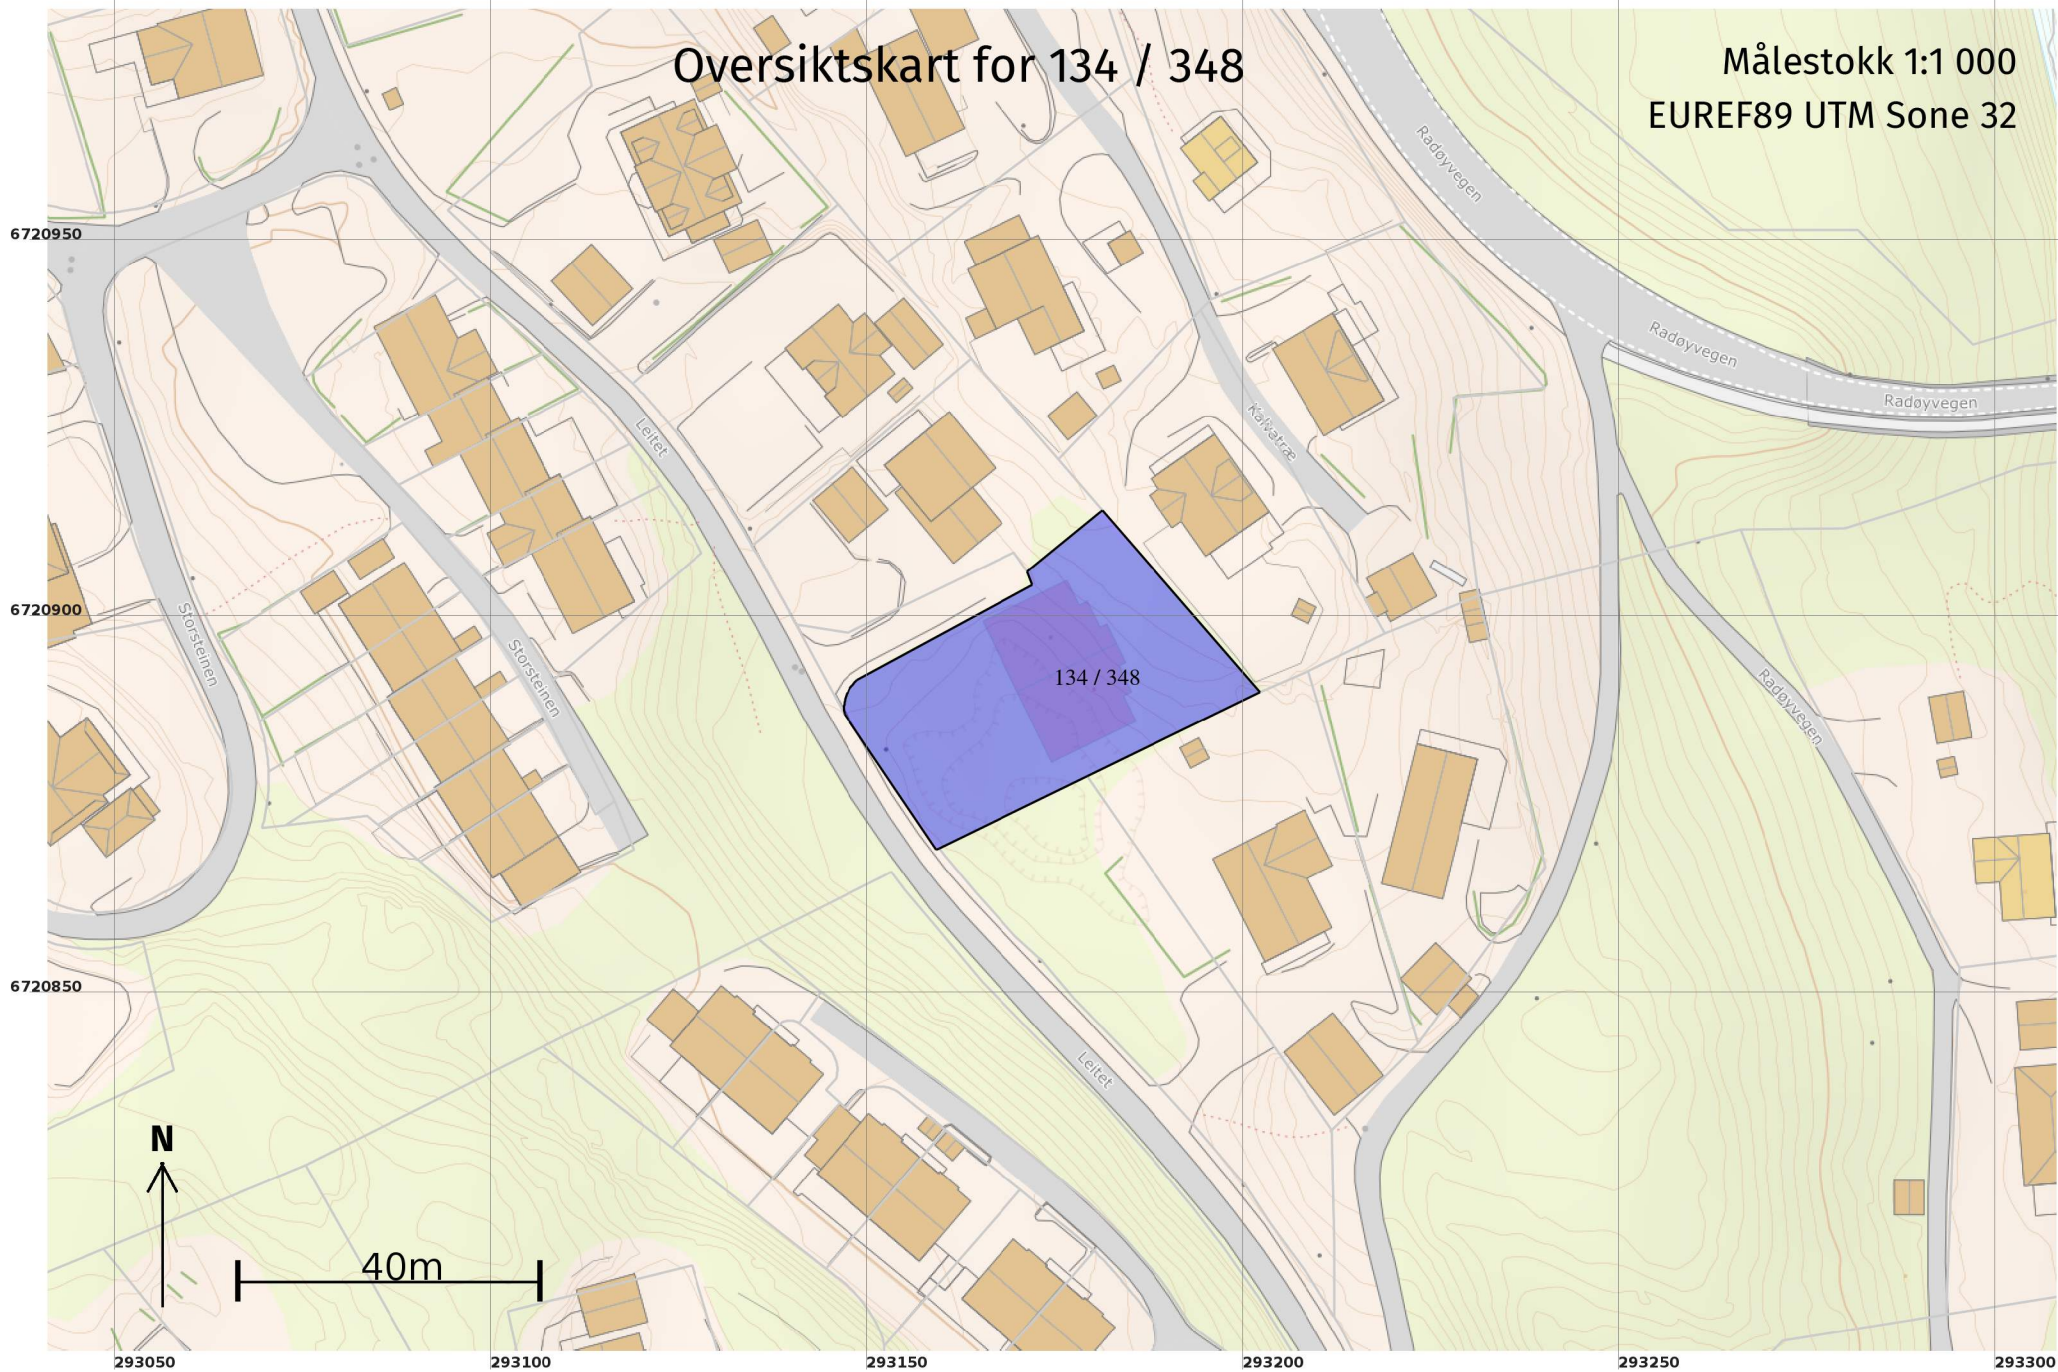 Oversiktskart for 134 / 348
Målestokk 1:1 000
EUREF89 UTM Sone 32
Radøyvegen
6720950
Radøyvegen
Radøyvegen
Leitet
Kalvatræ
6720900
Storsteinen
Storsteinen
134 / 348
Radøyvegen
6720850
Leitet
N
40m
293050
293100
293150
293200
293250
293300